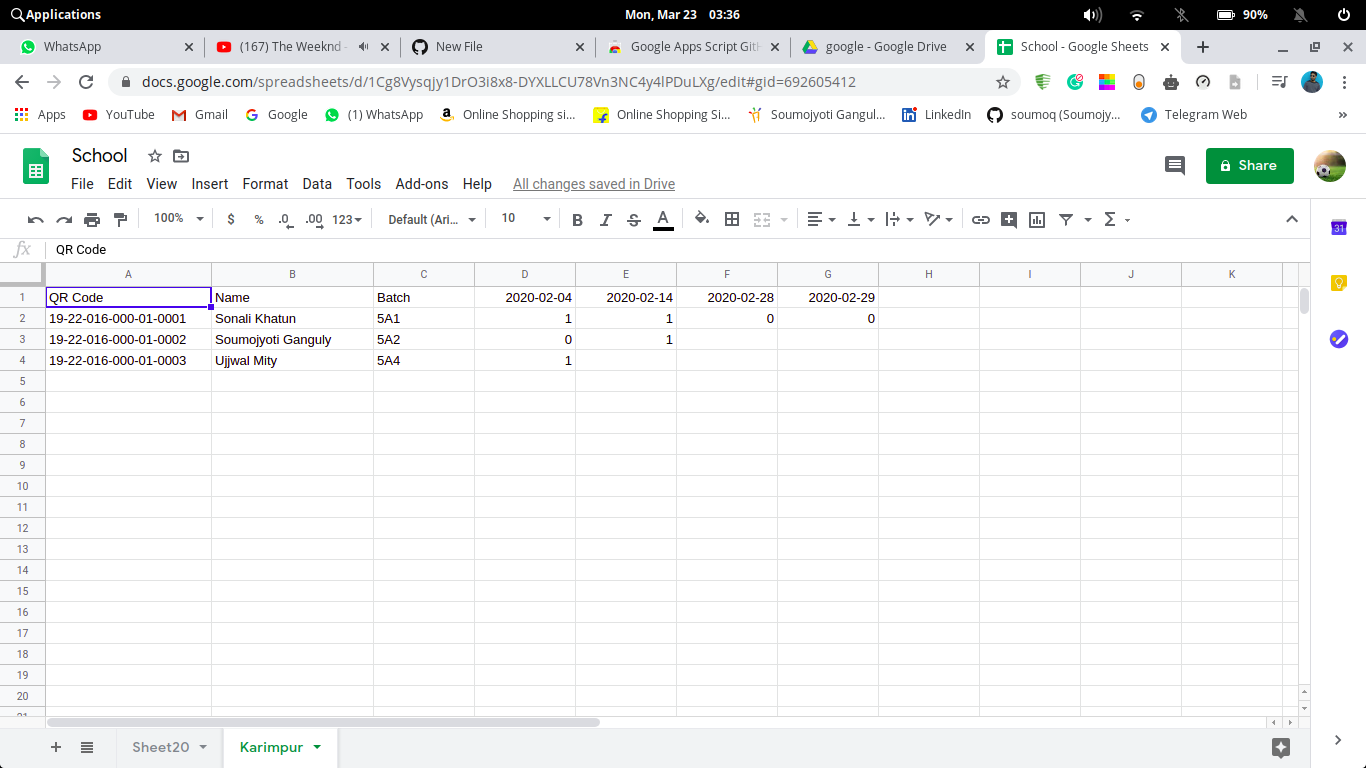 Applications Mon, Mar 23 03:36 90%
WhatsApp (167) The Weeknd - New File Google Apps Script GitH google - Google Drive School - Google Sheets
docs.google.com/spreadsheets/d/1Cg8Vysqjy1DrO3i8x8-DYXLLCU78Vn3NC4y4lPDuLXg/edit#gid=692605412
Apps YouTube Gmail Google (1) WhatsApp Online Shopping si... Online Shopping Si... Soumojyoti Gangul... LinkedIn soumoq (Soumojy... Telegram Web »
School
Share
File Edit View Insert Format Data Tools Add-ons Help All changes saved in Drive
100% $ % .0 .00 123 Default (Ari... 10 B I S A Σ
31
fx QR Code
A B C D E F G H I J K
1 QR Code Name Batch 2020-02-04 2020-02-14 2020-02-28 2020-02-29
2 19-22-016-000-01-0001 Sonali Khatun 5A1 1 1 0 0
3 19-22-016-000-01-0002 Soumojyoti Ganguly 5A2 0 1
4 19-22-016-000-01-0003 Ujjwal Mity 5A4 1
5
6
7
8
9
10
11
12
13
14
15
16
17
18
19
20
21
Sheet20 Karimpur